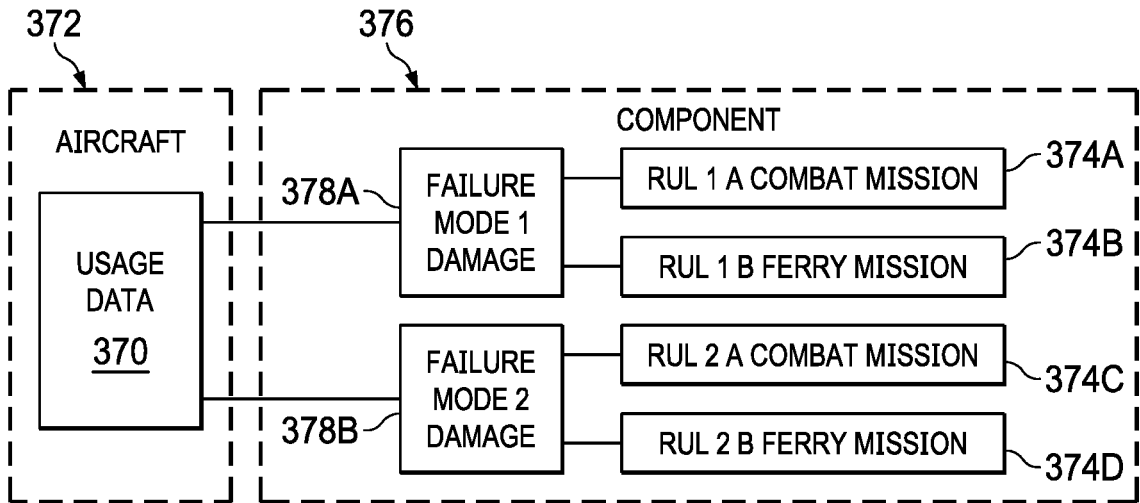 372
376
AIRCRAFT
COMPONENT
USAGE
DATA
370
378A
FAILURE
MODE 1
DAMAGE
RUL 1 A COMBAT MISSION
374A
RUL 1 B FERRY MISSION
374B
378B
FAILURE
MODE 2
DAMAGE
RUL 2 A COMBAT MISSION
374C
RUL 2 B FERRY MISSION
374D